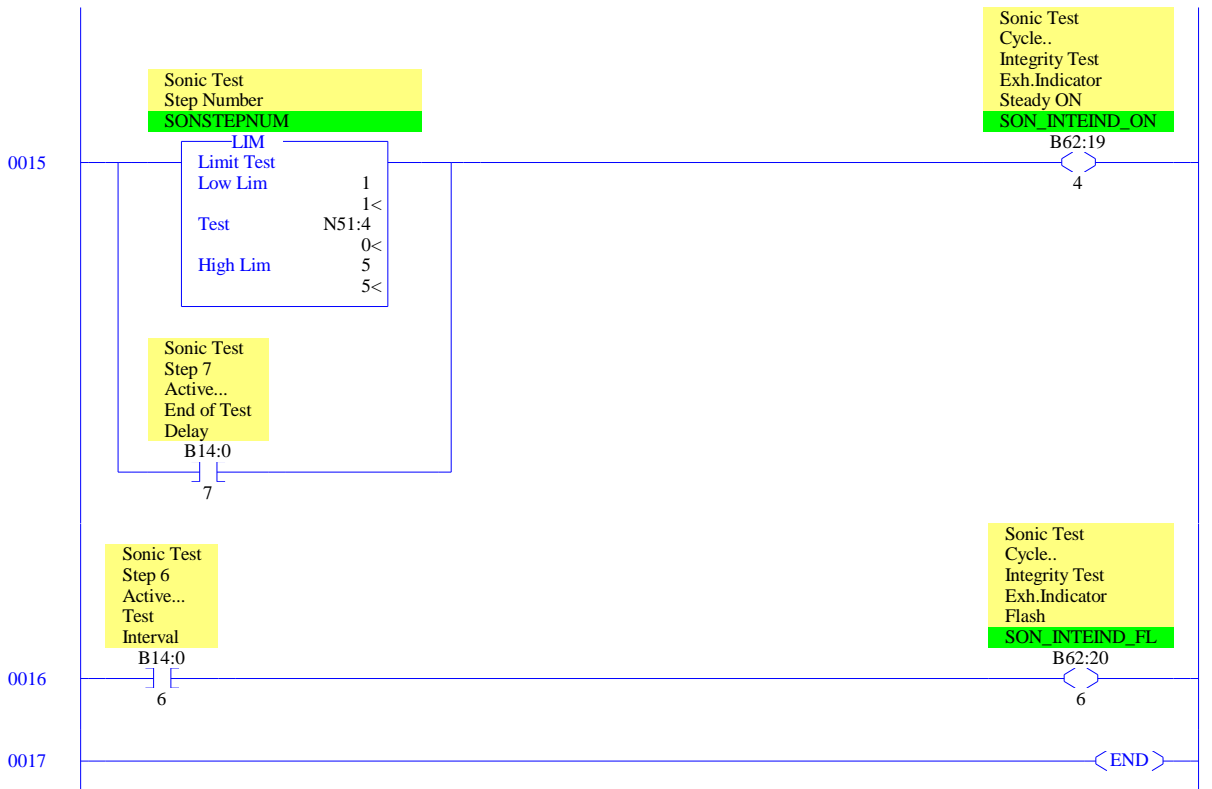 Sonic Test
Cycle..
Integrity Test
Exh.Indicator
Steady ON
SON_INTEIND_ON
B62:19
4
Sonic Test
Step Number
SONSTEPNUM
LIM
Limit Test
Low Lim 1
1<
Test N51:4
0<
High Lim 5
5<
0015
Sonic Test
Step 7
Active...
End of Test
Delay
B14:0
7
Sonic Test
Cycle..
Integrity Test
Exh.Indicator
Flash
SON_INTEIND_FL
B62:20
6
Sonic Test
Step 6
Active...
Test
Interval
B14:0
6
0016
0017
END